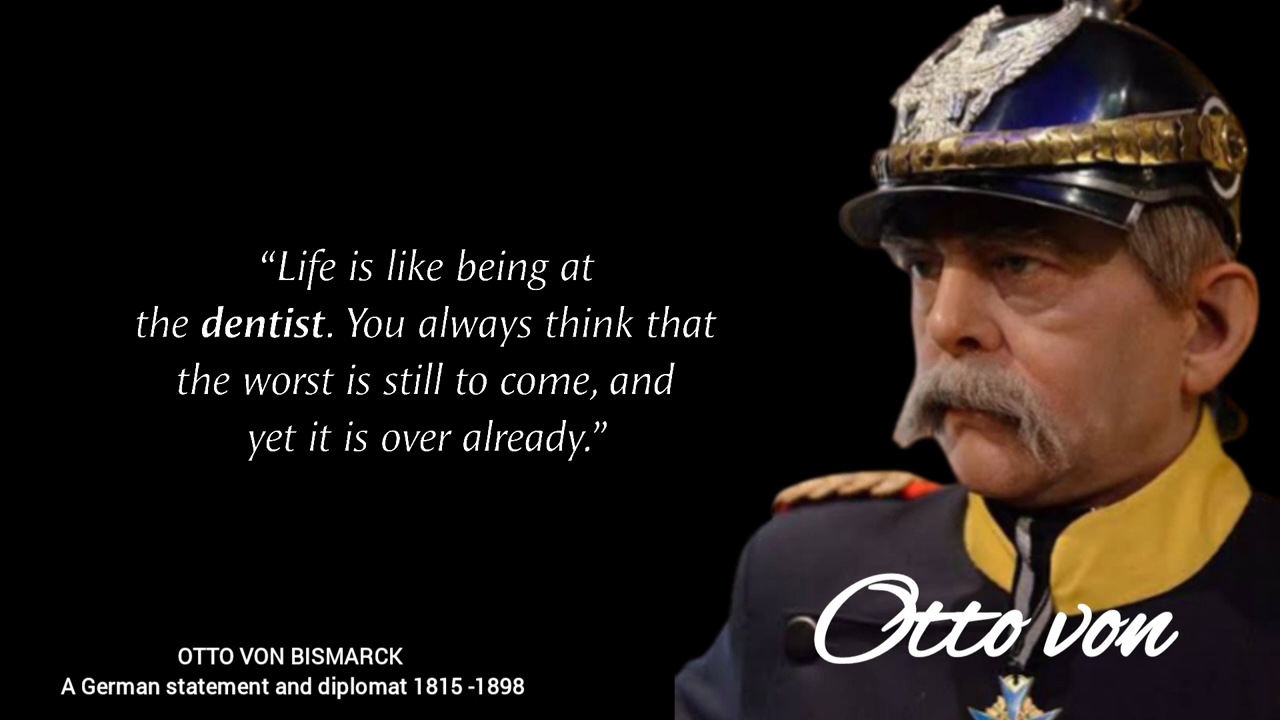 “Life is like being at
the dentist. You always think that
the worst is still to come, and
yet it is over already.”
Otto von
OTTO VON BISMARCK
A German statement and diplomat 1815 -1898